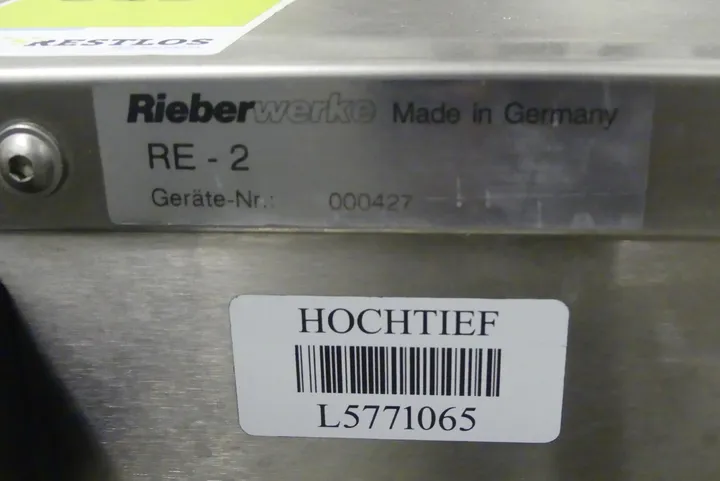 RESTLOS
Rieberwerke Made in Germany
RE - 2
Geräte-Nr.: 000427
HOCHTIEF
L5771065